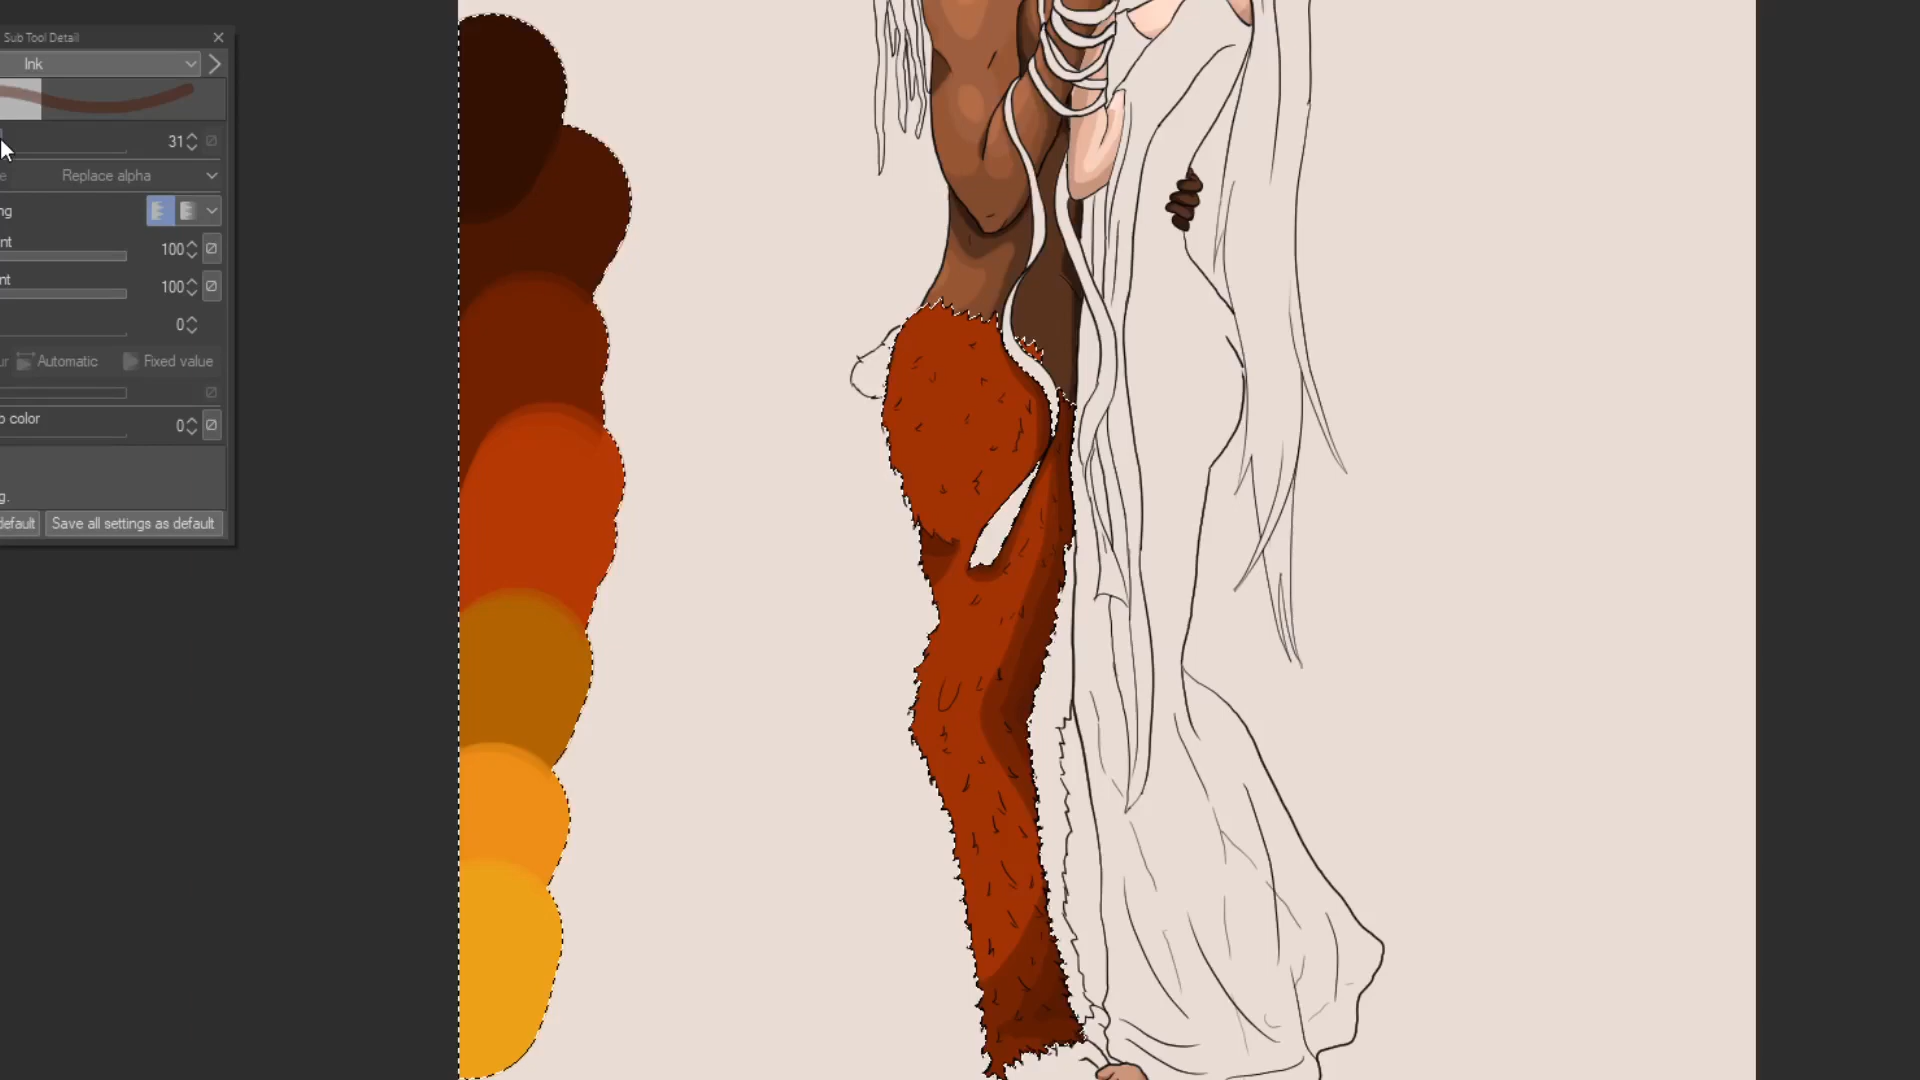 Sub Tool Detail
Ink
31
e Replace alpha
ng
nt
100
nt
100
0
ur Automatic Fixed value
o color
0
g.
default Save all settings as default